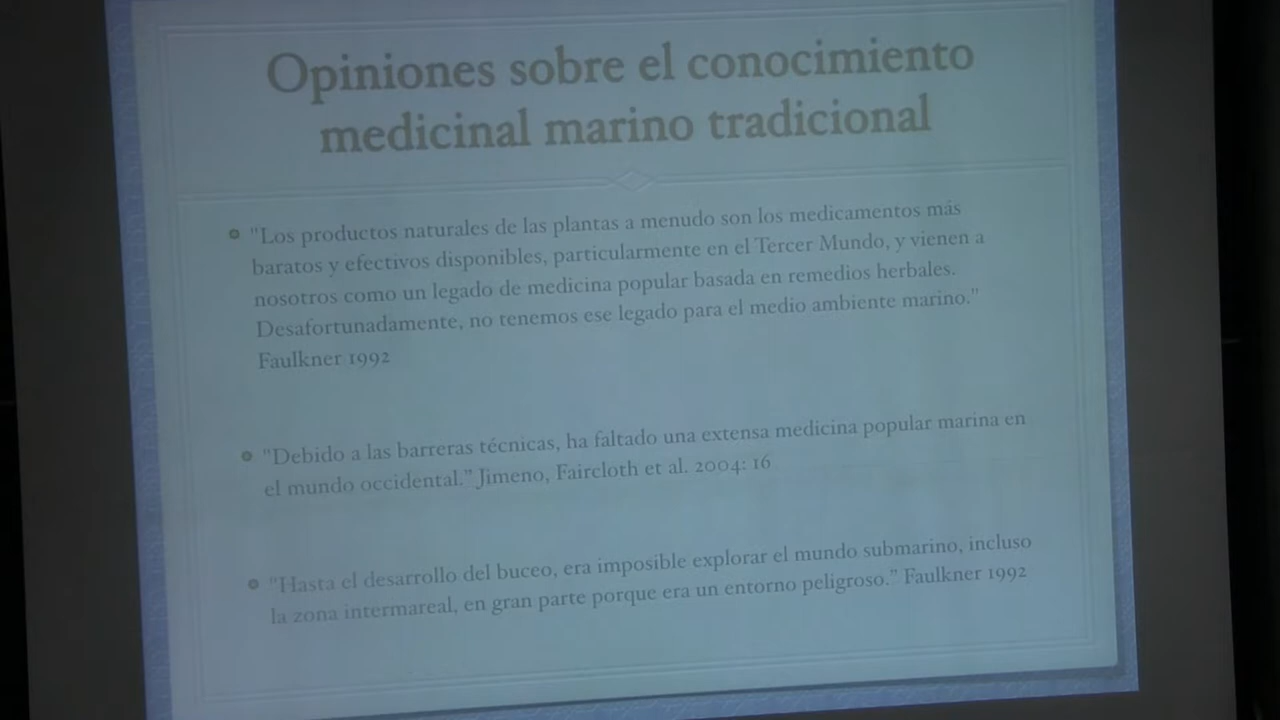 Opiniones sobre el conocimiento
medicinal marino tradicional
"Los productos naturales de las plantas a menudo son los medicamentos más
baratos y efectivos disponibles, particularmente en el Tercer Mundo, y vienen a
nosotros como un legado de medicina popular basada en remedios herbales.
Desafortunadamente, no tenemos ese legado para el medio ambiente marino."
Faulkner 1992
"Debido a las barreras técnicas, ha faltado una extensa medicina popular marina en
el mundo occidental." Jimeno, Faircloth et al. 2004: 16
"Hasta el desarrollo del buceo, era imposible explorar el mundo submarino, incluso
la zona intermareal, en gran parte porque era un entorno peligroso." Faulkner 1992